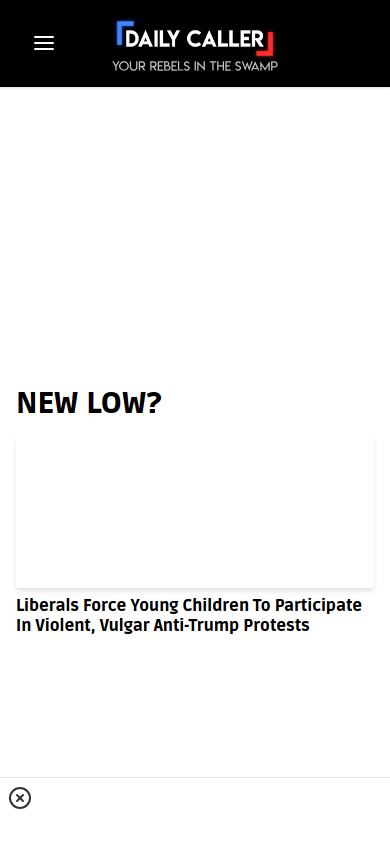 DAILY CALLER
YOUR REBELS IN THE SWAMP
NEW LOW?
Liberals Force Young Children To Participate
In Violent, Vulgar Anti-Trump Protests